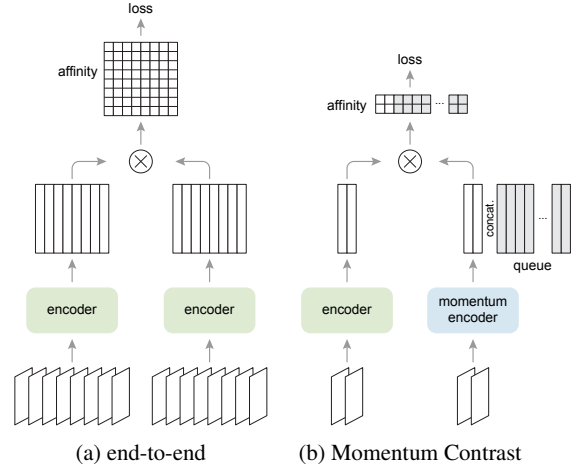 loss
affinity
encoder
encoder
(a) end-to-end
loss
affinity
...
concat.
...
queue
encoder
momentum
encoder
(b) Momentum Contrast